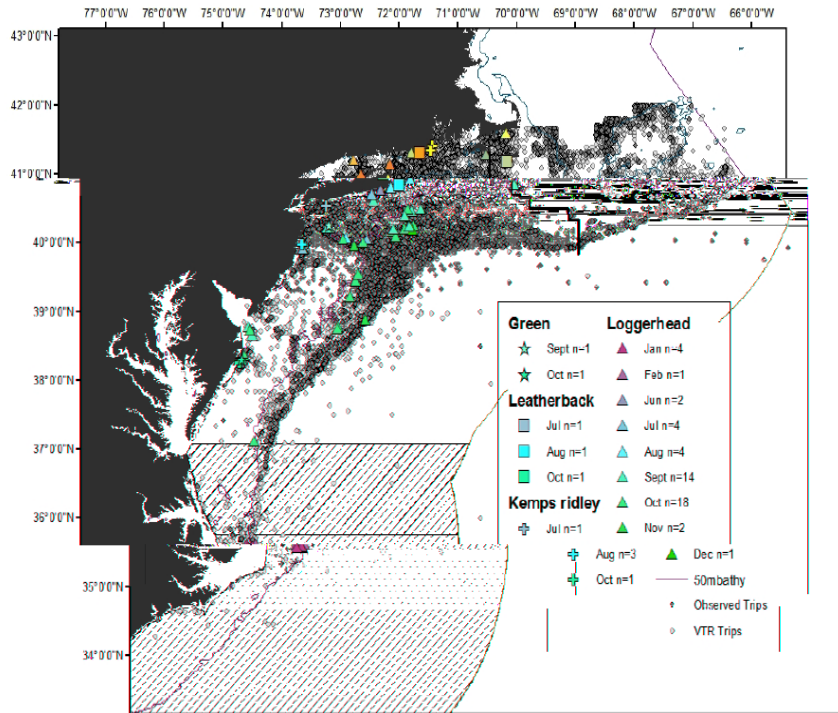 77°0'0"W 75°0'0"W 74°0'0"W 73°0'0"W 72°0'0"W 71°0'0"W 70°0'0"W 69°0'0"W 68°0'0"W 67°0'0"W 66°0'0"W
43°0'0"N
42°0'0"N
41°0'0"N
40°0'0"N
39°0'0"N
38°0'0"N
37°0'0"N
36°0'0"N
35°0'0"N
34°0'0"N
Green
Sept n=1
Oct n=1
Leatherback
Jul n=1
Aug n=1
Oct n=1
Kemps ridley
Jul n=1
Aug n=3
Oct n=1
Loggerhead
Jan n=4
Feb n=1
Jun n=2
Jul n=4
Aug n=4
Sept n=14
Oct n=18
Nov n=2
Dec n=1
50mbathy
Observed Trips
VTR Trips